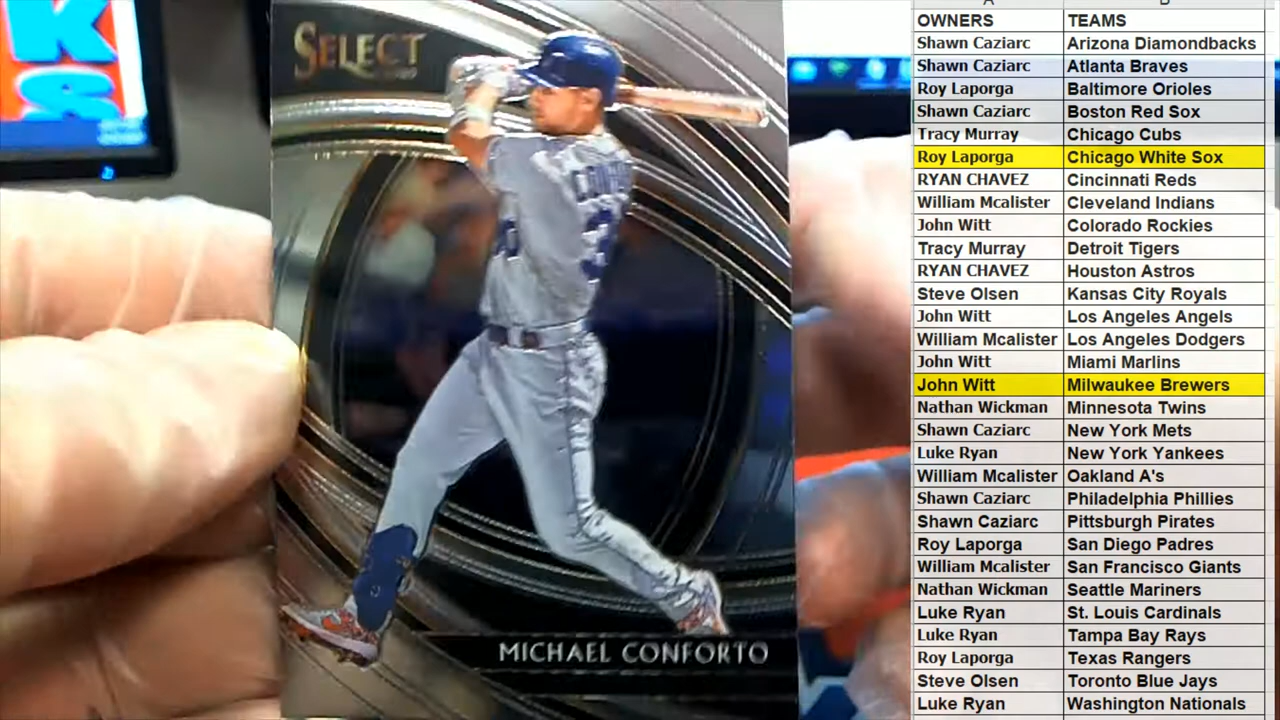 K
S
SELECT
MICHAEL CONFORTO
OWNERS TEAMS
Shawn Caziarc Arizona Diamondbacks
Shawn Caziarc Atlanta Braves
Roy Laporga Baltimore Orioles
Shawn Caziarc Boston Red Sox
Tracy Murray Chicago Cubs
Roy Laporga Chicago White Sox
RYAN CHAVEZ Cincinnati Reds
William Mcalister Cleveland Indians
John Witt Colorado Rockies
Tracy Murray Detroit Tigers
RYAN CHAVEZ Houston Astros
Steve Olsen Kansas City Royals
John Witt Los Angeles Angels
William Mcalister Los Angeles Dodgers
John Witt Miami Marlins
John Witt Milwaukee Brewers
Nathan Wickman Minnesota Twins
Shawn Caziarc New York Mets
Luke Ryan New York Yankees
William Mcalister Oakland A's
Shawn Caziarc Philadelphia Phillies
Shawn Caziarc Pittsburgh Pirates
Roy Laporga San Diego Padres
William Mcalister San Francisco Giants
Nathan Wickman Seattle Mariners
Luke Ryan St. Louis Cardinals
Luke Ryan Tampa Bay Rays
Roy Laporga Texas Rangers
Steve Olsen Toronto Blue Jays
Luke Ryan Washington Nationals